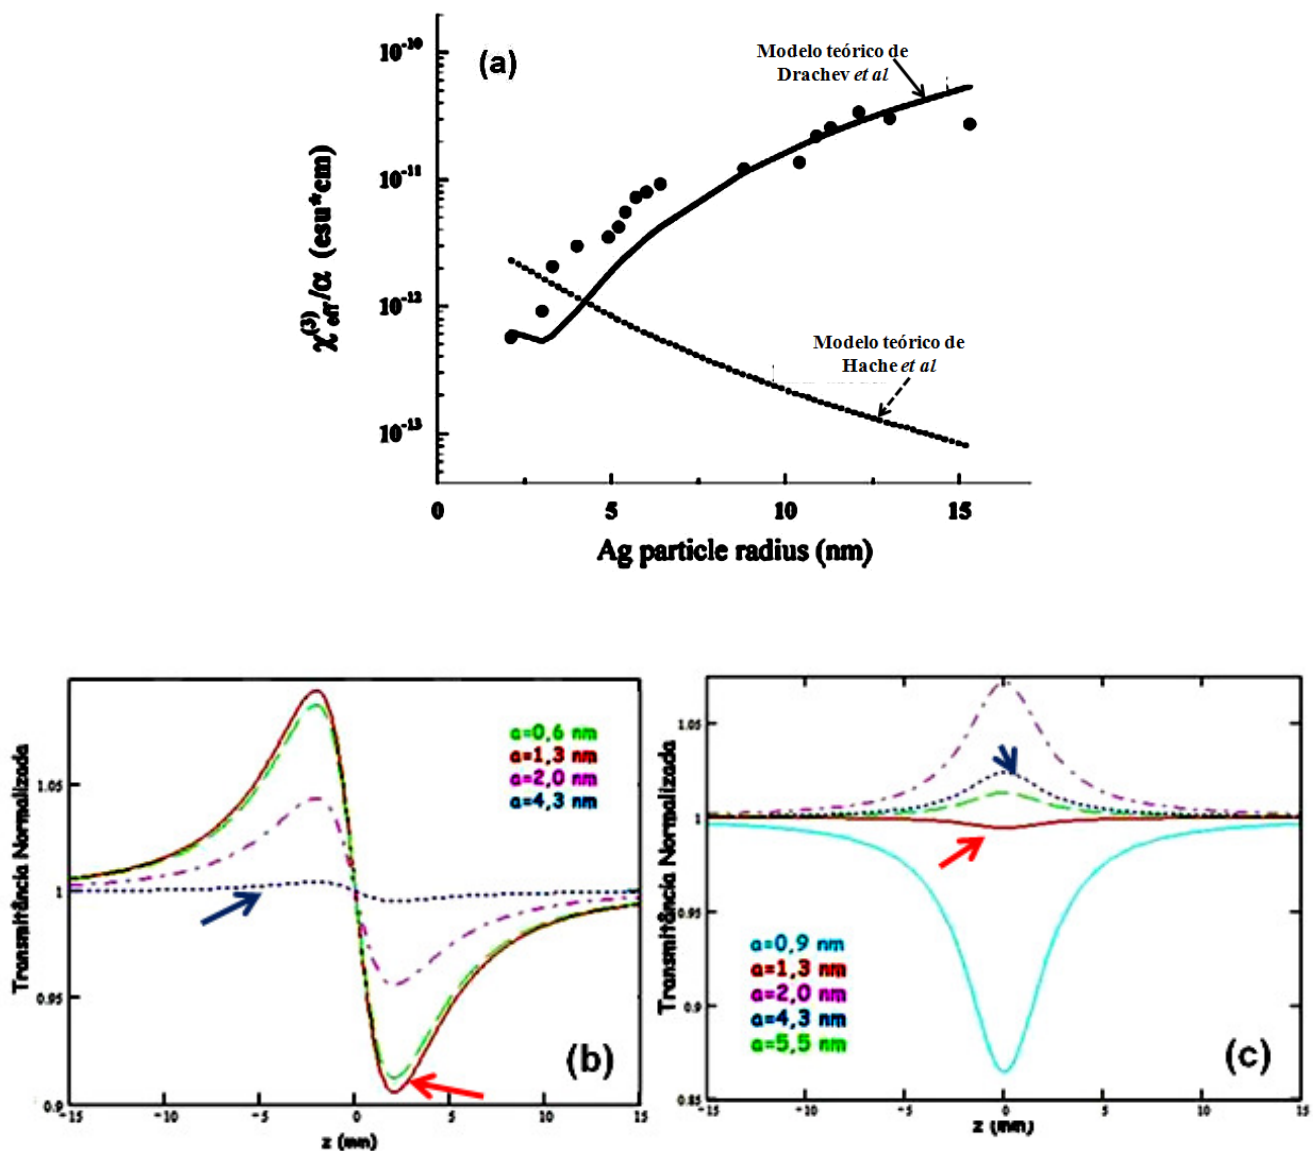 (a)
Modelo teórico de
Drachev et al
10-10
10-11
10-12
10-13
χ(3)eff/α (esu*cm)
Modelo teórico de
Hache et al
0 5 10 15
Ag particle radius (nm)
Transmitância Normalizada
1.05
1
0.95
0.9
a=0,6 nm
a=1,3 nm
a=2,0 nm
a=4,3 nm
(b)
-15 -10 -5 0 5 10 15
z (mm)
Transmitância Normalizada
1.05
1
0.95
0.9
0.85
a=0,9 nm
a=1,3 nm
a=2,0 nm
a=4,3 nm
a=5,5 nm
(c)
-15 -10 -5 0 5 10 15
z (mm)